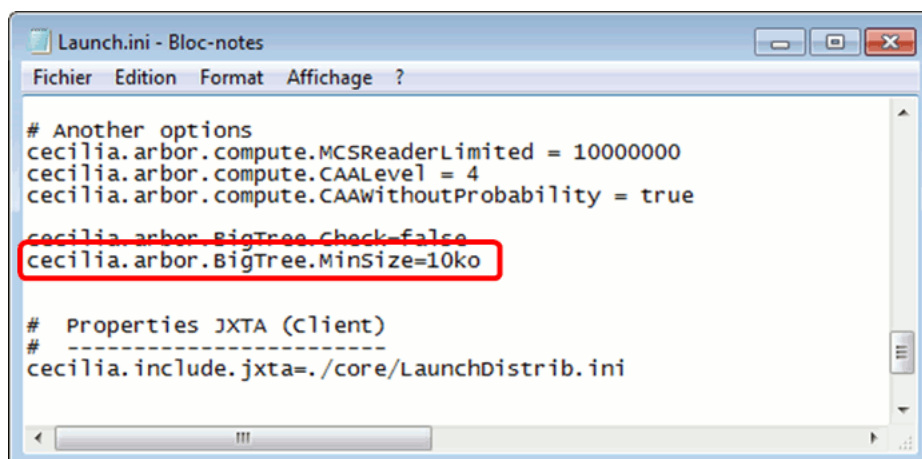 Launch.ini - Bloc-notes
Fichier Edition Format Affichage ?
# Another options
cecilia.arbor.compute.MCSReaderLimited = 10000000
cecilia.arbor.compute.CAALevel = 4
cecilia.arbor.compute.CAAWithoutProbability = true
cecilia.arbor.BigTree.Check=false
cecilia.arbor.BigTree.MinSize=10ko
#  Properties JXTA (Client)
#  ------------------------
cecilia.include.jxta=./core/LaunchDistrib.ini